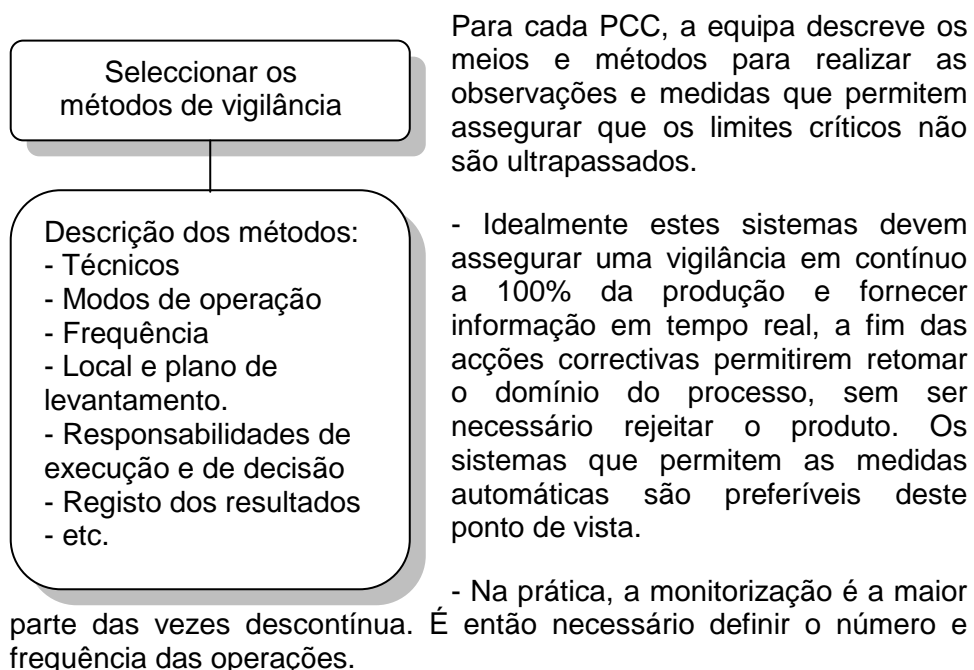 Seleccionar os
métodos de vigilância
Descrição dos métodos:
- Técnicos
- Modos de operação
- Frequência
- Local e plano de
levantamento.
- Responsabilidades de
execução e de decisão
- Registo dos resultados
- etc.
Para cada PCC, a equipa descreve os
meios e métodos para realizar as
observações e medidas que permitem
assegurar que os limites críticos não
são ultrapassados.
- Idealmente estes sistemas devem
assegurar uma vigilância em contínuo
a 100% da produção e fornecer
informação em tempo real, a fim das
acções correctivas permitirem retomar
o domínio do processo, sem ser
necessário rejeitar o produto. Os
sistemas que permitem as medidas
automáticas são preferíveis deste
ponto de vista.
- Na prática, a monitorização é a maior
parte das vezes descontínua. É então necessário definir o número e
frequência das operações.